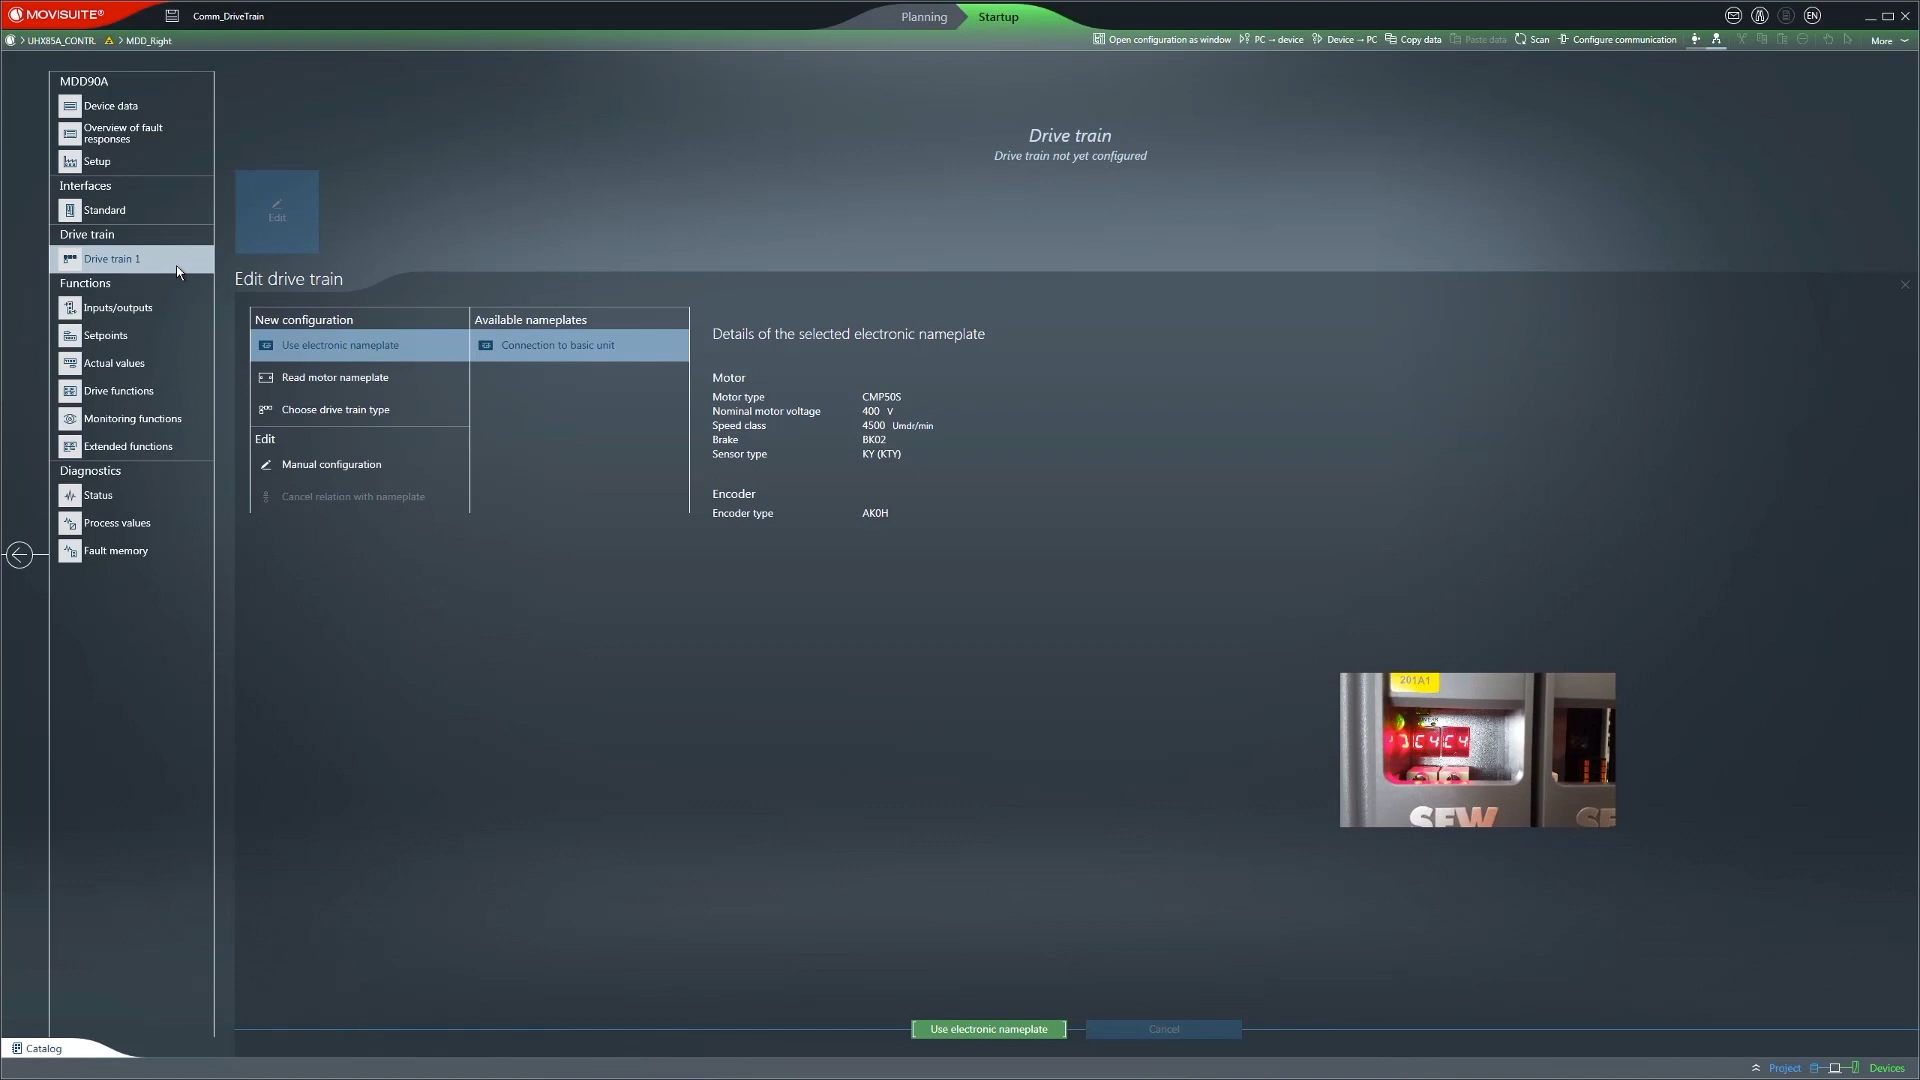 MOVISUITE®
Comm_DriveTrain
Planning
Startup
EN
> UHX85A_CONTR. > MDD_Right
Open configuration as window
PC → device
Device → PC
Copy data
Paste data
Scan
Configure communication
More
MDD90A
Device data
Overview of fault
responses
Setup
Interfaces
Standard
Drive train
Drive train 1
Functions
Inputs/outputs
Setpoints
Actual values
Drive functions
Monitoring functions
Extended functions
Diagnostics
Status
Process values
Fault memory
Drive train
Drive train not yet configured
Edit
Edit drive train
New configuration
Use electronic nameplate
Read motor nameplate
Choose drive train type
Edit
Manual configuration
Cancel relation with nameplate
Available nameplates
Connection to basic unit
Details of the selected electronic nameplate
Motor
Motor type CMP50S
Nominal motor voltage 400 V
Speed class 4500 Umdr/min
Brake BK02
Sensor type KY (KTY)
Encoder
Encoder type AK0H
201A1
C4 C4
SEW
Use electronic nameplate
Cancel
Catalog
Project
Devices